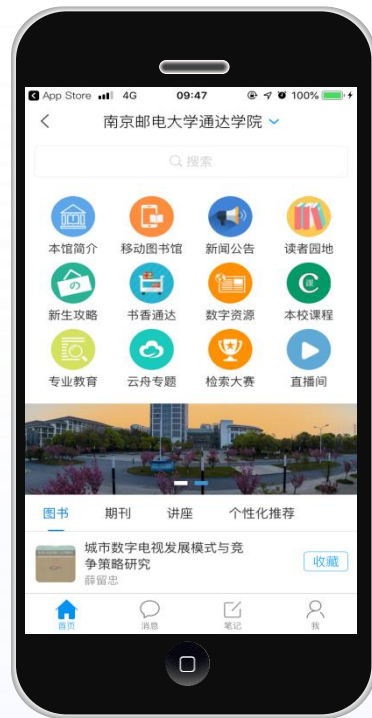 App Store 4G 09:47 100%
南京邮电大学通达学院
搜索
本馆简介 移动图书馆 新闻公告 读者园地
新生攻略 书香通达 数字资源 本校课程
专业教育 云舟专题 检索大赛 直播间
图书 期刊 讲座 个性化推荐
城市数字电视发展模式与竞
争策略研究
薛留忠
收藏
首页 消息 笔记 我